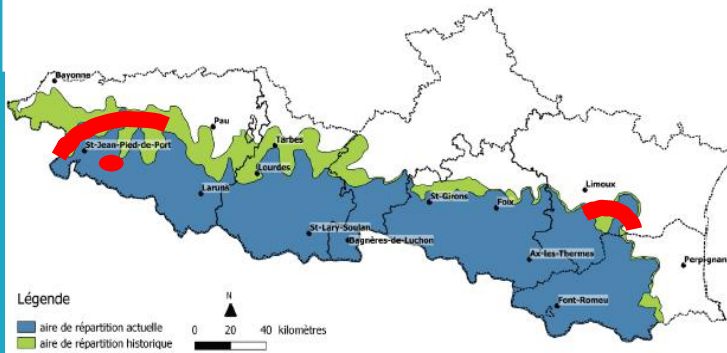 Bayonne
Pau
St-Jean-Pied-de-Port
Tarbes
Lourdes
Laruns
St-Girons
Foix
Limoux
St-Lary-Soulan
Bagnères-de-Luchon
Ax-les-Thermes
Perpignan
Font-Romeu
Légende
aire de répartition actuelle
aire de répartition historique
N
0 20 40 kilomètres